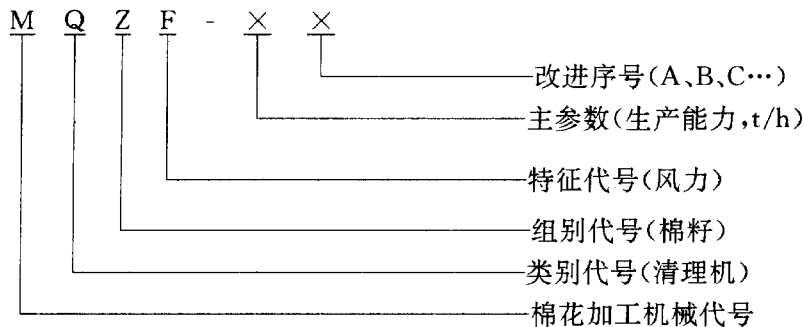 M Q Z F - × ×
改进序号(A、B、C…)
主参数(生产能力,t/h)
特征代号(风力)
组别代号(棉籽)
类别代号(清理机)
棉花加工机械代号